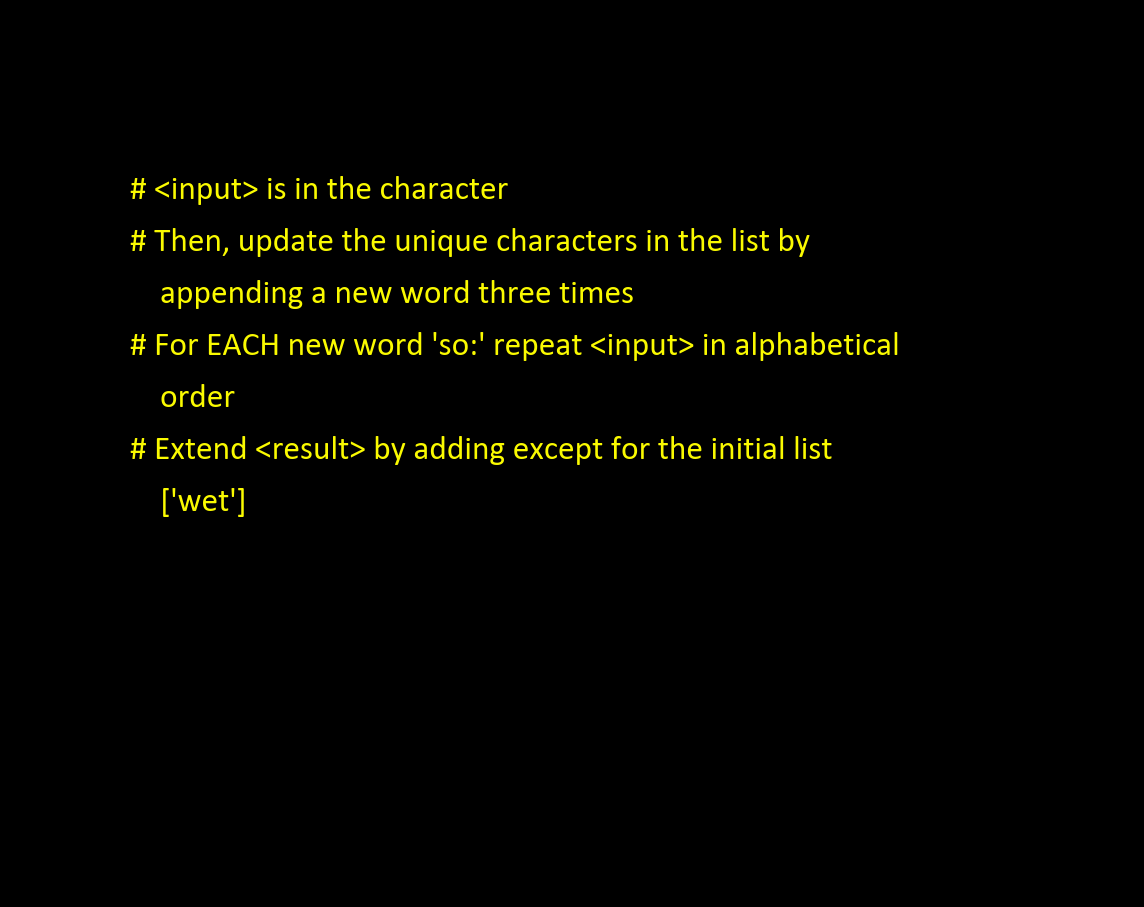 # <input> is in the character
# Then, update the unique characters in the list by
appending a new word three times
# For EACH new word 'so:' repeat <input> in alphabetical
order
# Extend <result> by adding except for the initial list
['wet']